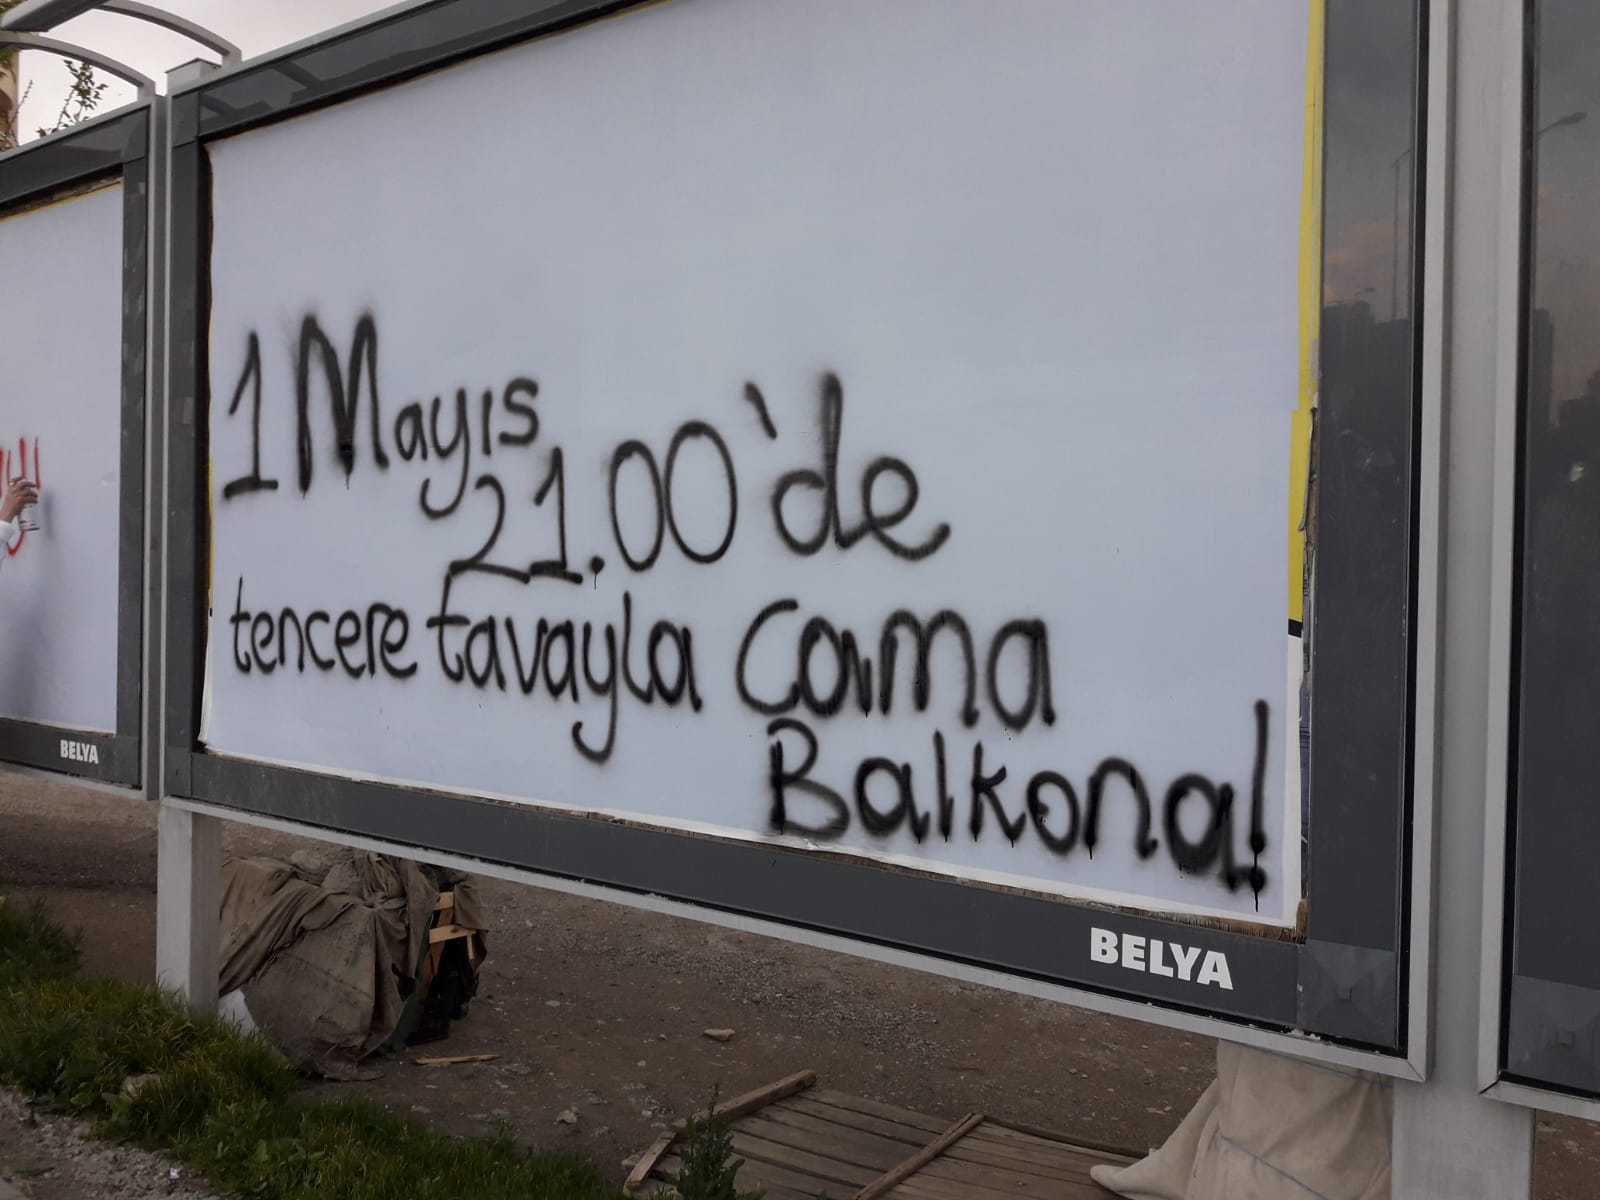 1 Mayıs
21.00'de
tencere tavayla Cama
Balkona!
BELYA
BELYA